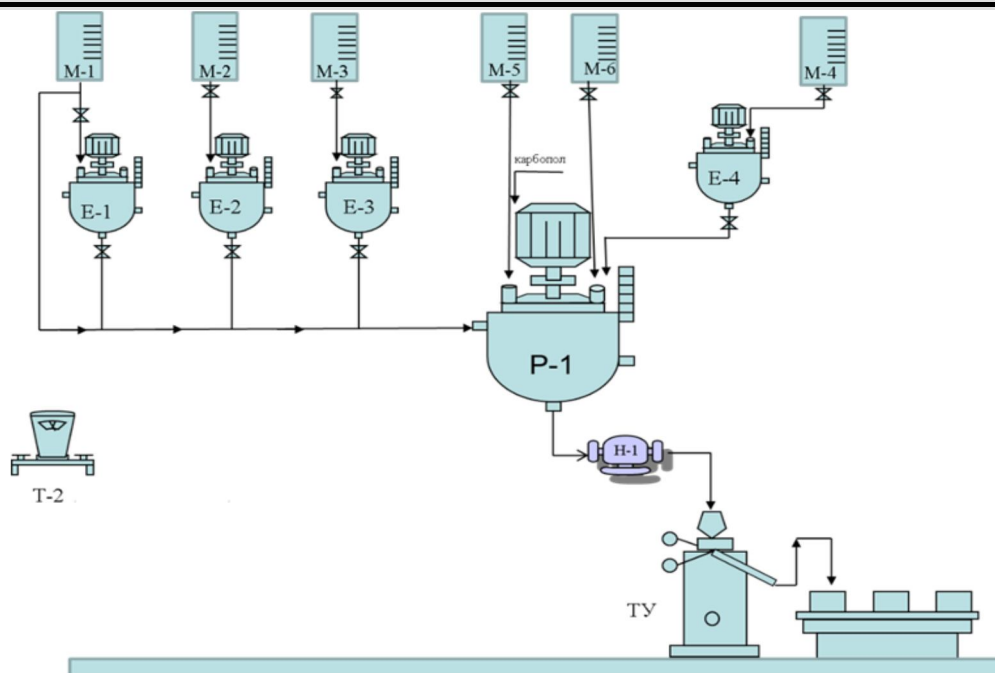 М-1
М-2
М-3
М-5
М-6
М-4
карбопол
Е-1
Е-2
Е-3
Е-4
Р-1
Н-1
Т-2
ТУ